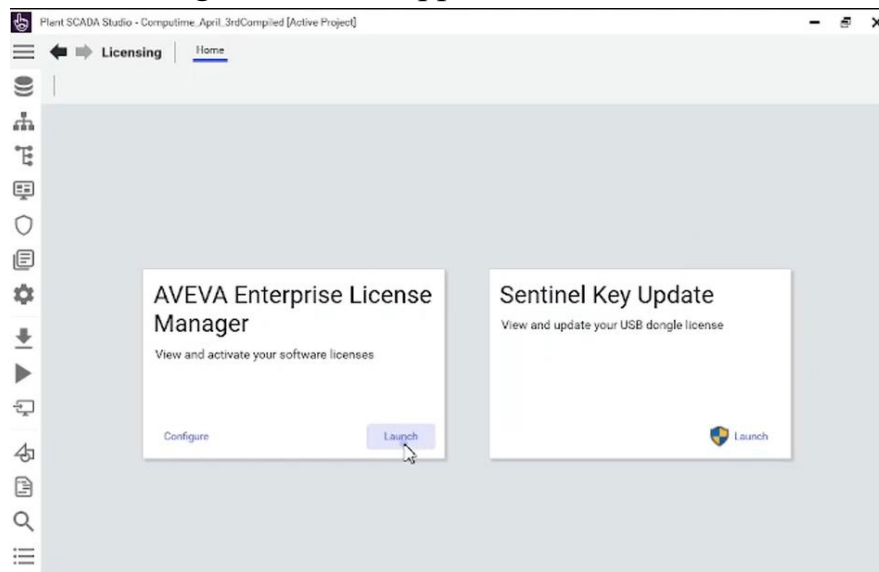 Plant SCADA Studio - Computime_April_3rdCompiled [Active Project]
Licensing
Home
AVEVA Enterprise License
Manager
View and activate your software licenses
Configure
Launch
Sentinel Key Update
View and update your USB dongle license
Launch